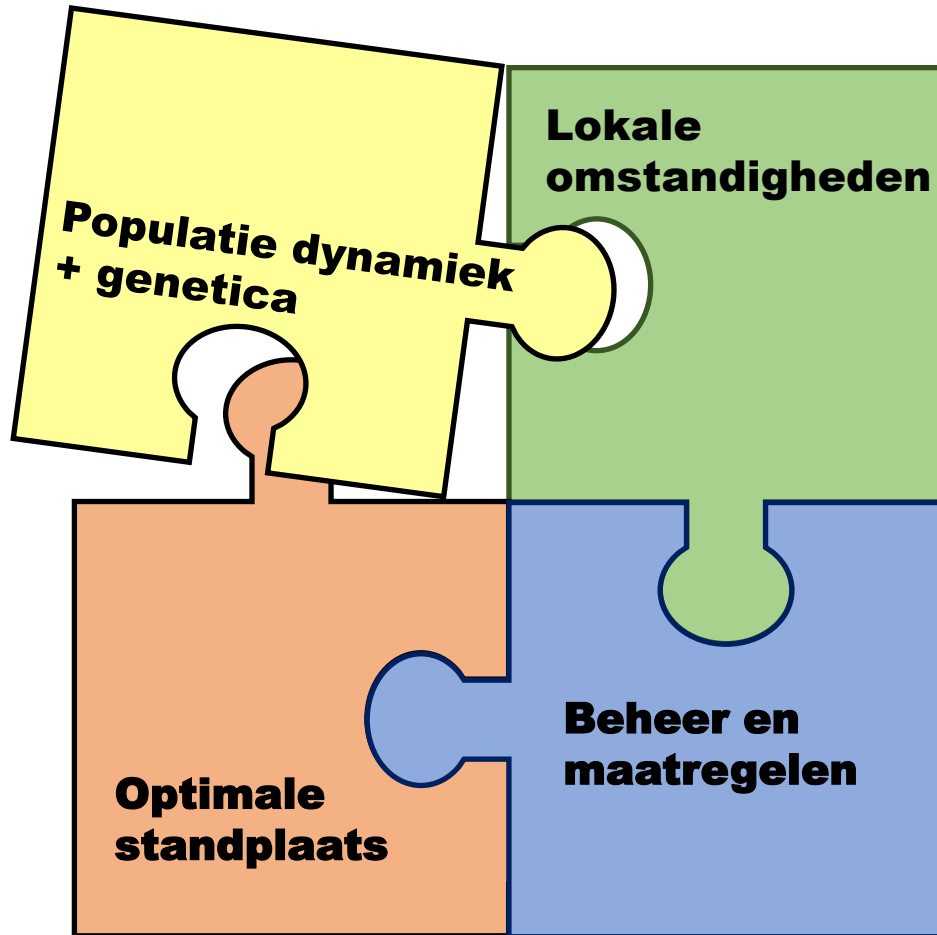 Populatie dynamiek
+ genetica
Lokale
omstandigheden
Optimale
standplaats
Beheer en
maatregelen